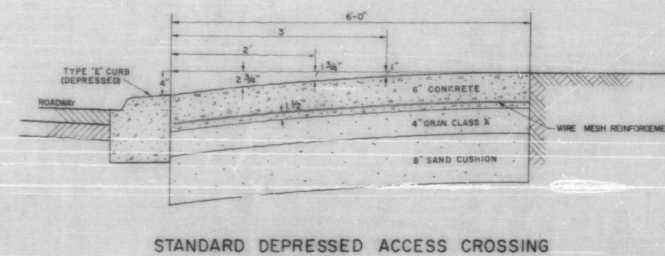 6'-0"
3'
2'
1 3/4"
1"
TYPE "E" CURB
(DEPRESSED)
4"
2 3/4"
6" CONCRETE
ROADWAY
1 1/2"
4" GRAN CLASS 'A'
WIRE MESH REINFORCEME
8" SAND CUSHION
STANDARD DEPRESSED ACCESS CROSSING